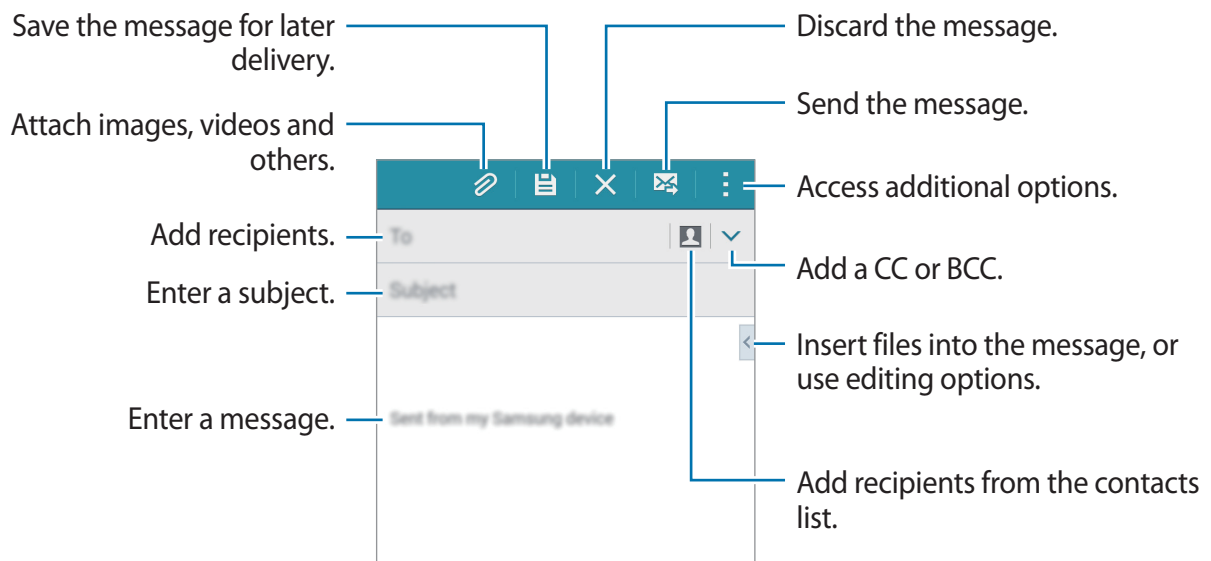 Save the message for later
delivery.
Attach images, videos and
others.
Add recipients.
Enter a subject.
Enter a message.
To
Subject
Sent from my Samsung device
Discard the message.
Send the message.
Access additional options.
Add a CC or BCC.
Insert files into the message, or
use editing options.
Add recipients from the contacts
list.